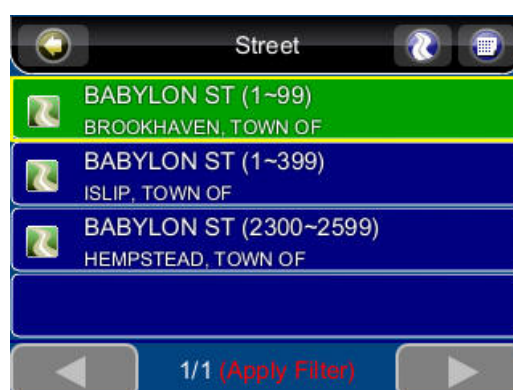 Street
BABYLON ST (1~99)
BROOKHAVEN, TOWN OF
BABYLON ST (1~399)
ISLIP, TOWN OF
BABYLON ST (2300~2599)
HEMPSTEAD, TOWN OF
1/1 (Apply Filter)